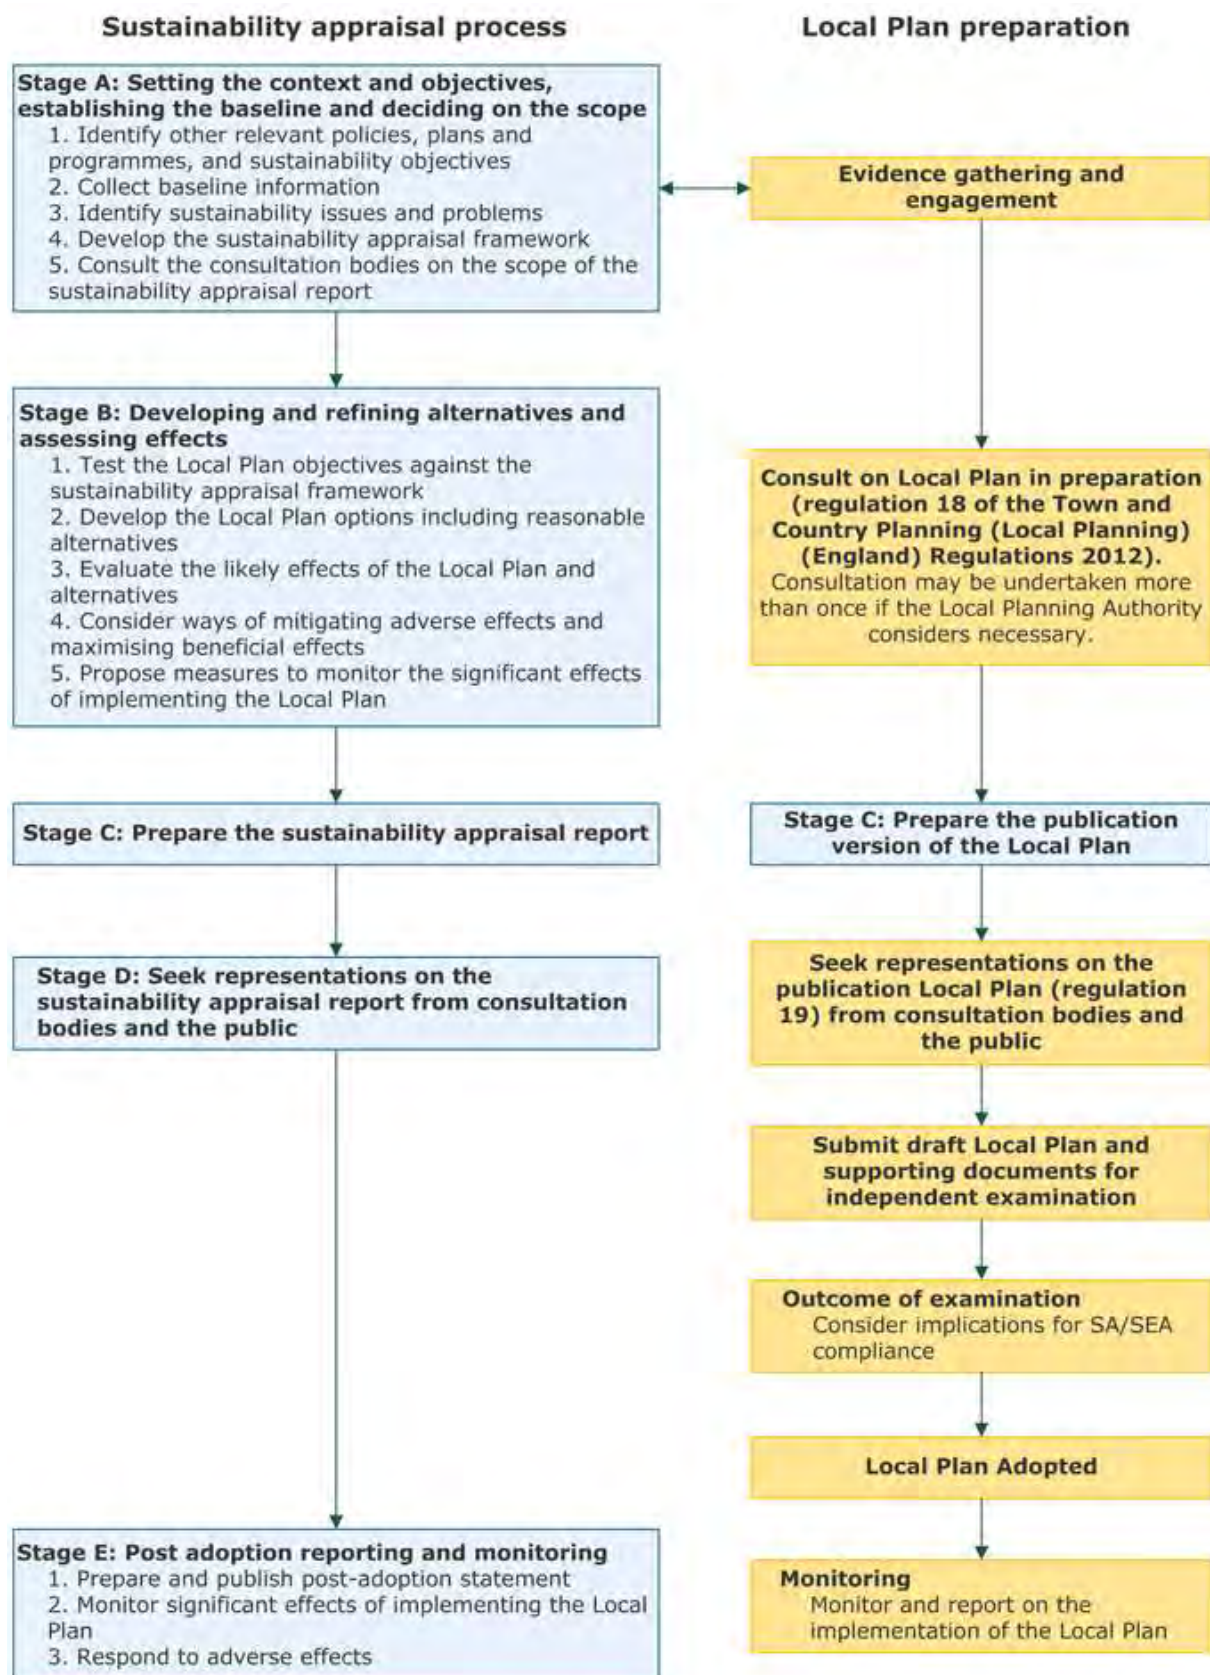 Sustainability appraisal process
Local Plan preparation
Stage A: Setting the context and objectives,
establishing the baseline and deciding on the scope
1. Identify other relevant policies, plans and
programmes, and sustainability objectives
2. Collect baseline information
3. Identify sustainability issues and problems
4. Develop the sustainability appraisal framework
5. Consult the consultation bodies on the scope of the
sustainability appraisal report
Evidence gathering and
engagement
Stage B: Developing and refining alternatives and
assessing effects
1. Test the Local Plan objectives against the
sustainability appraisal framework
2. Develop the Local Plan options including reasonable
alternatives
3. Evaluate the likely effects of the Local Plan and
alternatives
4. Consider ways of mitigating adverse effects and
maximising beneficial effects
5. Propose measures to monitor the significant effects
of implementing the Local Plan
Consult on Local Plan in preparation
(regulation 18 of the Town and
Country Planning (Local Planning)
(England) Regulations 2012).
Consultation may be undertaken more
than once if the Local Planning Authority
considers necessary.
Stage C: Prepare the sustainability appraisal report
Stage C: Prepare the publication
version of the Local Plan
Stage D: Seek representations on the
sustainability appraisal report from consultation
bodies and the public
Seek representations on the
publication Local Plan (regulation
19) from consultation bodies and
the public
Submit draft Local Plan and
supporting documents for
independent examination
Outcome of examination
Consider implications for SA/SEA
compliance
Local Plan Adopted
Stage E: Post adoption reporting and monitoring
1. Prepare and publish post-adoption statement
2. Monitor significant effects of implementing the Local
Plan
3. Respond to adverse effects
Monitoring
Monitor and report on the
implementation of the Local Plan